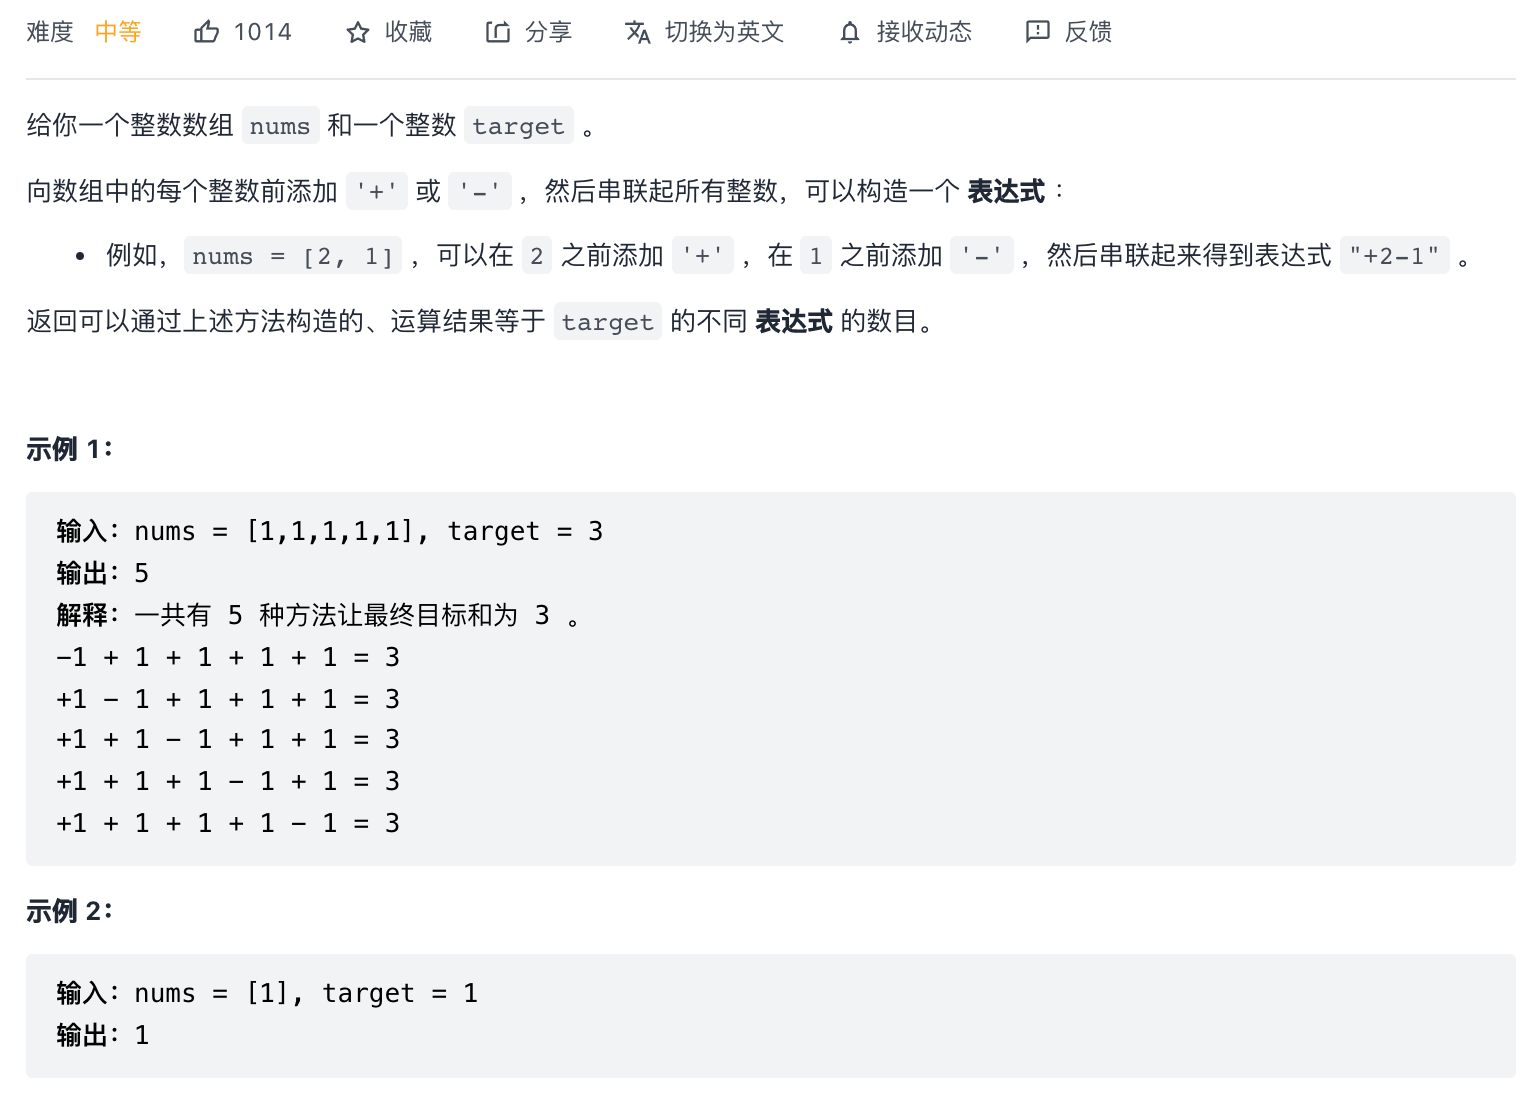 难度 中等 1014 收藏 分享 切换为英文 接收动态 反馈
给你一个整数数组 nums 和一个整数 target 。
向数组中的每个整数前添加 '+' 或 '-' ，然后串联起所有整数，可以构造一个 表达式 ：
• 例如，nums = [2, 1] ，可以在 2 之前添加 '+' ，在 1 之前添加 '-' ，然后串联起来得到表达式 "+2-1" 。
返回可以通过上述方法构造的、运算结果等于 target 的不同 表达式 的数目。
示例 1：
输入：nums = [1,1,1,1,1], target = 3
输出：5
解释：一共有 5 种方法让最终目标和为 3 。
-1 + 1 + 1 + 1 + 1 = 3
+1 - 1 + 1 + 1 + 1 = 3
+1 + 1 - 1 + 1 + 1 = 3
+1 + 1 + 1 - 1 + 1 = 3
+1 + 1 + 1 + 1 - 1 = 3
示例 2：
输入：nums = [1], target = 1
输出：1